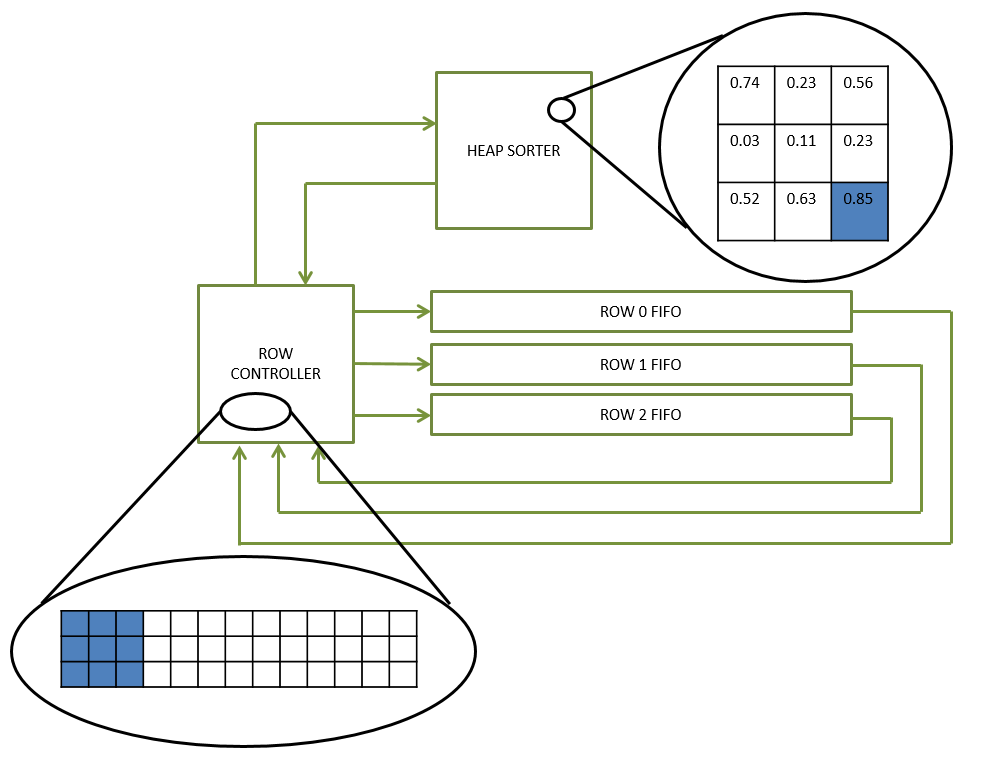 0.74 0.23 0.56
0.03 0.11 0.23
0.52 0.63 0.85
HEAP SORTER
ROW 0 FIFO
ROW
CONTROLLER
ROW 1 FIFO
ROW 2 FIFO